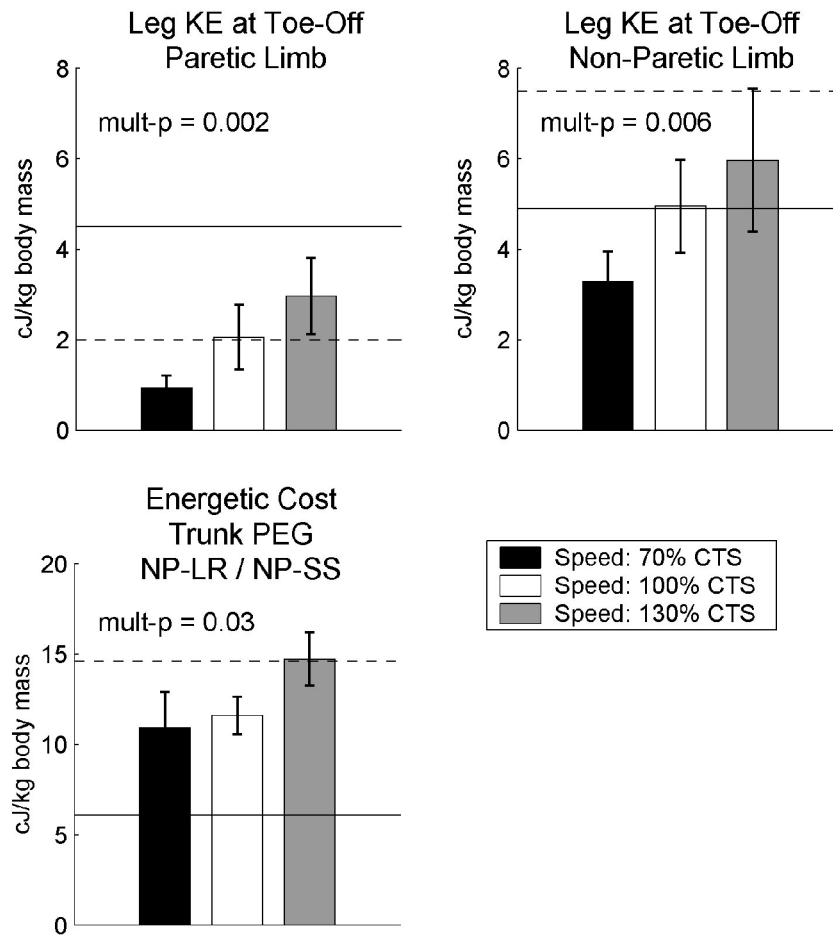 Leg KE at Toe-Off
Paretic Limb
8
6
4
2
0
cJ/kg body mass
mult-p = 0.002
Leg KE at Toe-Off
Non-Paretic Limb
8
6
4
2
0
cJ/kg body mass
mult-p = 0.006
Energetic Cost
Trunk PEG
NP-LR / NP-SS
20
15
10
5
0
cJ/kg body mass
mult-p = 0.03
Speed: 70% CTS
Speed: 100% CTS
Speed: 130% CTS